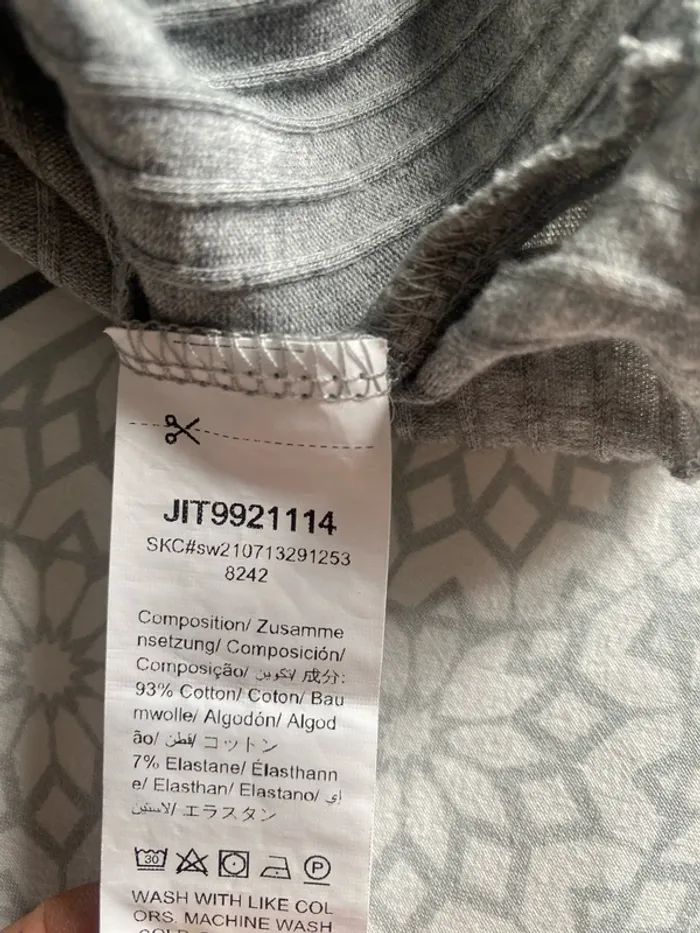 JIT9921114
SKC#sw210713291253
8242
Composition/ Zusamme
nsetzung/ Composición/
Composição/ تكوين/ 成分:
93% Cotton/ Coton/ Bau
mwolle/ Algodón/ Algod
ão/ قطن/ コットン
7% Elastane/ Élasthann
e/ Elasthan/ Elastano/ إي
لاستين/ エラスタン
30 P
WASH WITH LIKE COL
ORS. MACHINE WASH